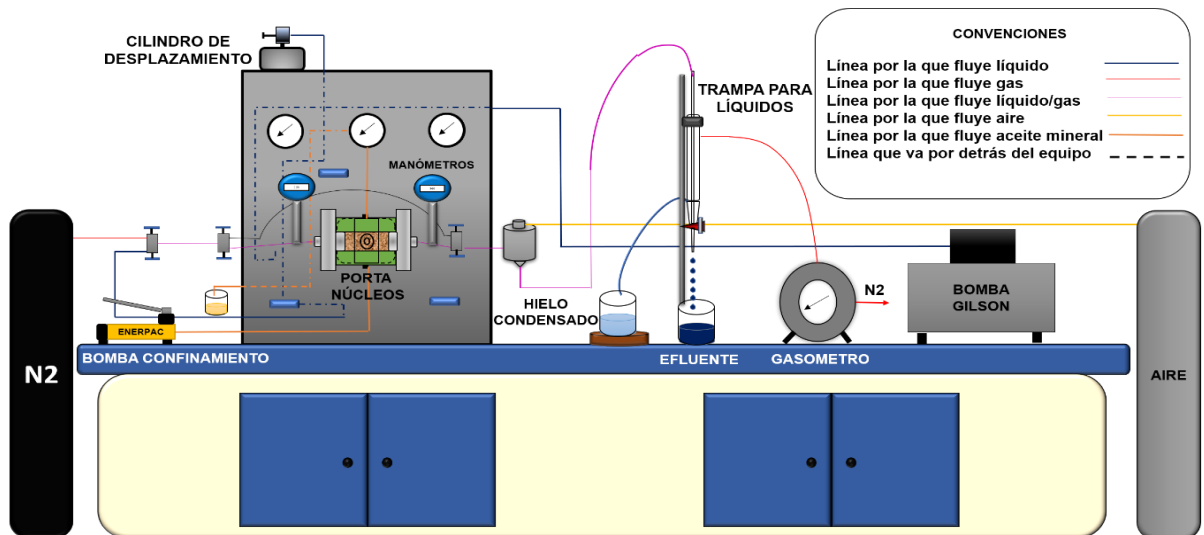 CILINDRO DE
DESPLAZAMIENTO
CONVENCIONES
Línea por la que fluye líquido
Línea por la que fluye gas
Línea por la que fluye líquido/gas
Línea por la que fluye aire
Línea por la que fluye aceite mineral
Línea que va por detrás del equipo
TRAMPA PARA
LÍQUIDOS
MANÓMETROS
PORTA
NÚCLEOS
HIELO
CONDENSADO
N2
BOMBA
GILSON
ENERPAC
BOMBA CONFINAMIENTO
EFLUENTE
GASOMETRO
N2
AIRE